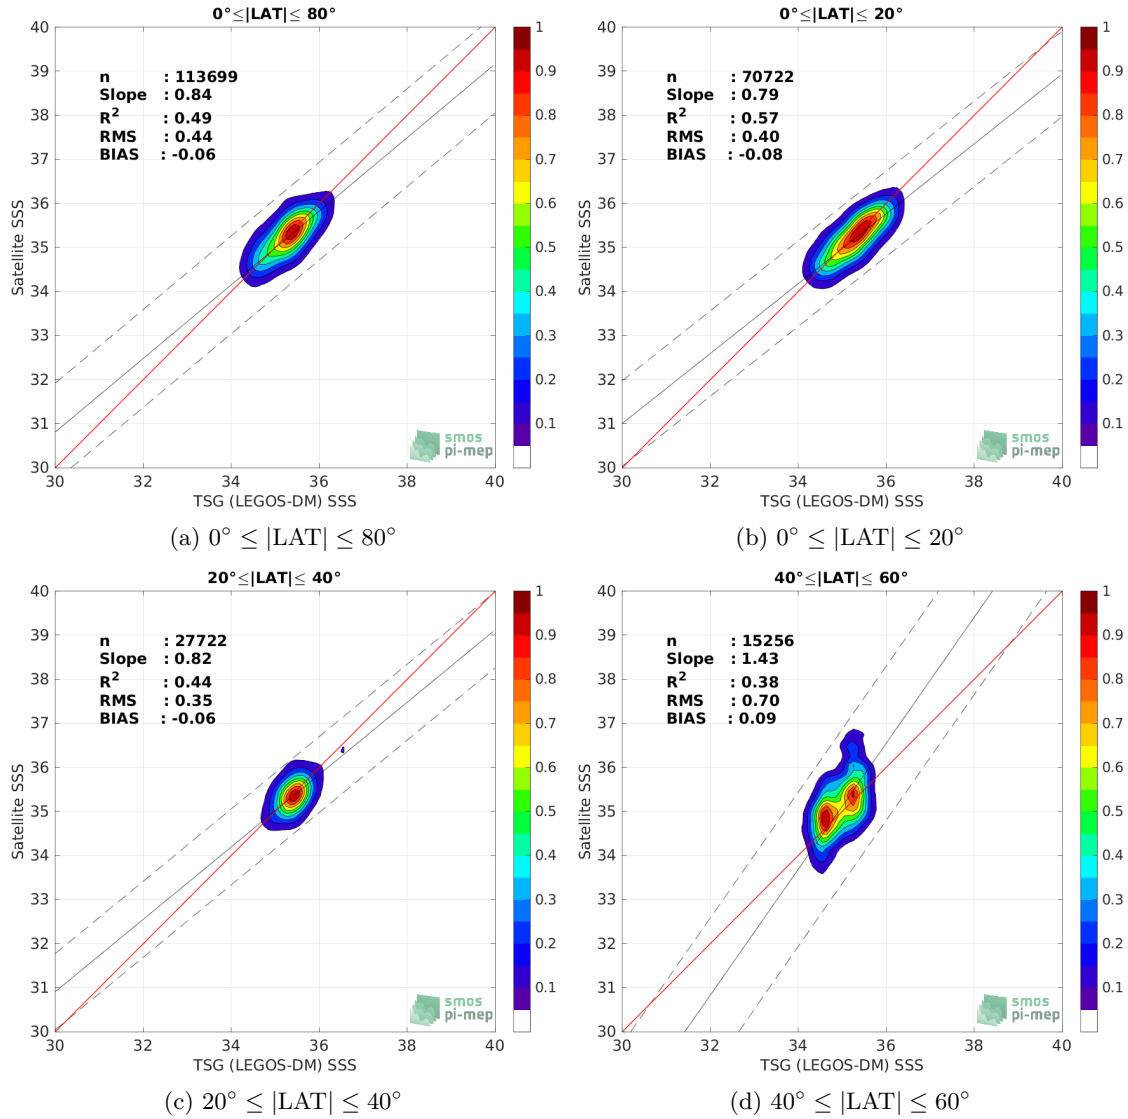 0°≤|LAT|≤ 80°
40
39
38
37
36
35
34
33
32
31
30
Satellite SSS
n : 113699
Slope : 0.84
R² : 0.49
RMS : 0.44
BIAS : -0.06
smos
pi-mep
30 32 34 36 38 40
TSG (LEGOS-DM) SSS
1
0.9
0.8
0.7
0.6
0.5
0.4
0.3
0.2
0.1
(a) 0° ≤ |LAT| ≤ 80°
0°≤|LAT|≤ 20°
40
39
38
37
36
35
34
33
32
31
30
Satellite SSS
n : 70722
Slope : 0.79
R² : 0.57
RMS : 0.40
BIAS : -0.08
smos
pi-mep
30 32 34 36 38 40
TSG (LEGOS-DM) SSS
1
0.9
0.8
0.7
0.6
0.5
0.4
0.3
0.2
0.1
(b) 0° ≤ |LAT| ≤ 20°
20°≤|LAT|≤ 40°
40
39
38
37
36
35
34
33
32
31
30
Satellite SSS
n : 27722
Slope : 0.82
R² : 0.44
RMS : 0.35
BIAS : -0.06
smos
pi-mep
30 32 34 36 38 40
TSG (LEGOS-DM) SSS
1
0.9
0.8
0.7
0.6
0.5
0.4
0.3
0.2
0.1
(c) 20° ≤ |LAT| ≤ 40°
40°≤|LAT|≤ 60°
40
39
38
37
36
35
34
33
32
31
30
Satellite SSS
n : 15256
Slope : 1.43
R² : 0.38
RMS : 0.70
BIAS : 0.09
smos
pi-mep
30 32 34 36 38 40
TSG (LEGOS-DM) SSS
1
0.9
0.8
0.7
0.6
0.5
0.4
0.3
0.2
0.1
(d) 40° ≤ |LAT| ≤ 60°